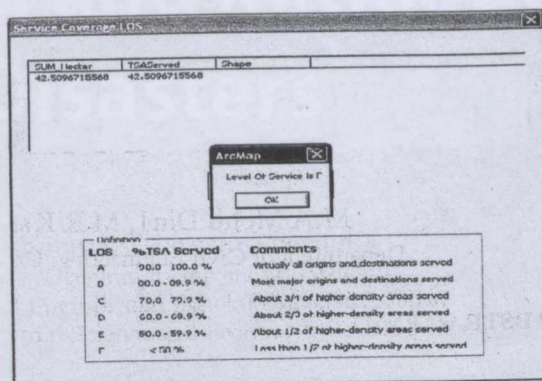 Service Coverage LOS
SUM_Hectar TSAServed Shape
42.5096715568 42.5096715568
ArcMap
Level Of Service Is F
OK
Definition
LOS %TSA Served Comments
A 90.0 - 100.0 % Virtually all origins and destinations served
B 80.0 - 89.9 % Most major origins and destinations served
C 70.0 - 79.9 % About 3/4 of higher-density areas served
D 60.0 - 69.9 % About 2/3 of higher-density areas served
E 50.0 - 59.9 % About 1/2 of higher-density areas served
F < 50 % Less than 1/2 of higher-density areas served